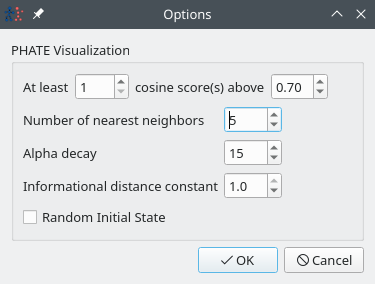 Options
PHATE Visualization
At least 1 cosine score(s) above 0.70
Number of nearest neighbors 5
Alpha decay 15
Informational distance constant 1.0
Random Initial State
OK Cancel